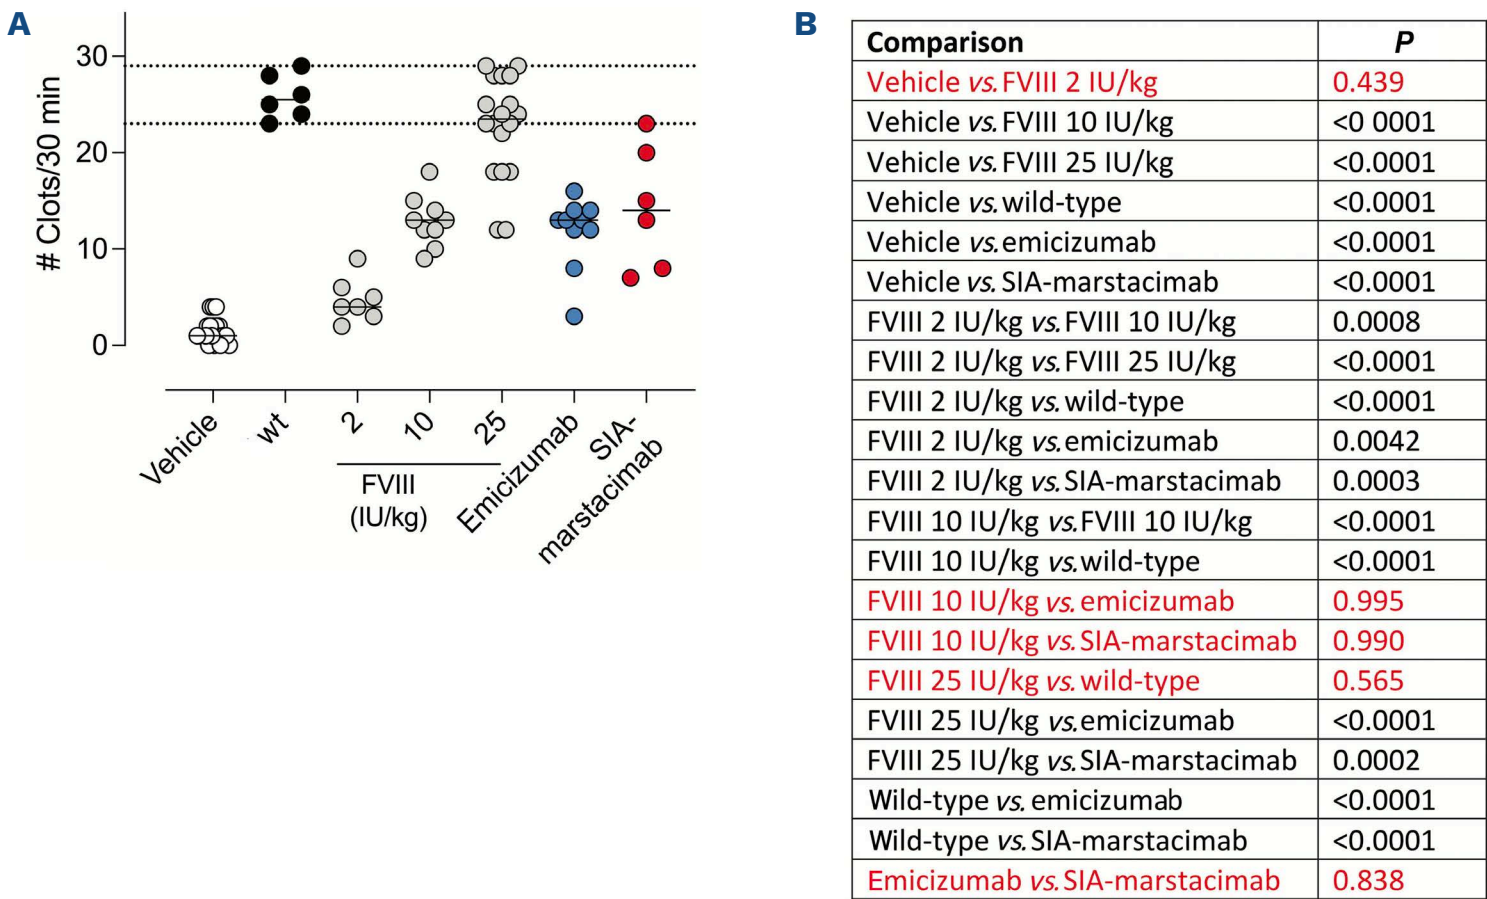 A
# Clots/30 min
30
20
10
0
Vehicle
wt
2
10
25
FVIII
(IU/kg)
Emicizumab
SIA-
marstacimab
B
Comparison P
Vehicle vs. FVIII 2 IU/kg 0.439
Vehicle vs. FVIII 10 IU/kg <0 0001
Vehicle vs. FVIII 25 IU/kg <0.0001
Vehicle vs. wild-type <0.0001
Vehicle vs. emicizumab <0.0001
Vehicle vs. SIA-marstacimab <0.0001
FVIII 2 IU/kg vs. FVIII 10 IU/kg 0.0008
FVIII 2 IU/kg vs. FVIII 25 IU/kg <0.0001
FVIII 2 IU/kg vs. wild-type <0.0001
FVIII 2 IU/kg vs. emicizumab 0.0042
FVIII 2 IU/kg vs. SIA-marstacimab 0.0003
FVIII 10 IU/kg vs. FVIII 10 IU/kg <0.0001
FVIII 10 IU/kg vs. wild-type <0.0001
FVIII 10 IU/kg vs. emicizumab 0.995
FVIII 10 IU/kg vs. SIA-marstacimab 0.990
FVIII 25 IU/kg vs. wild-type 0.565
FVIII 25 IU/kg vs. emicizumab <0.0001
FVIII 25 IU/kg vs. SIA-marstacimab 0.0002
Wild-type vs. emicizumab <0.0001
Wild-type vs. SIA-marstacimab <0.0001
Emicizumab vs. SIA-marstacimab 0.838